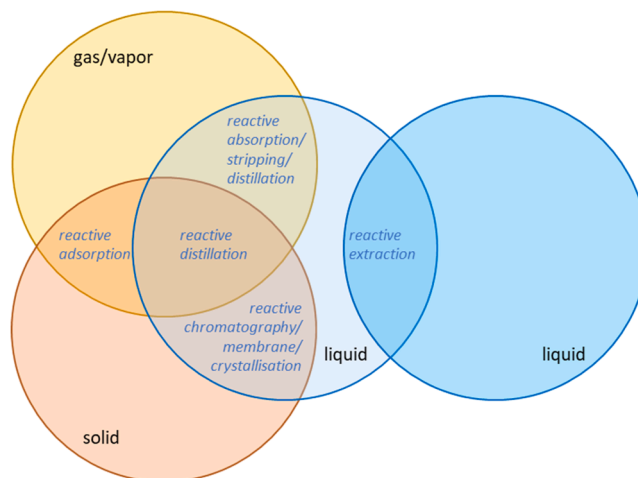 gas/vapor
reactive
absorption/
stripping/
distillation
reactive
adsorption
reactive
distillation
reactive
extraction
reactive
chromatography/
membrane/
crystallisation
liquid
liquid
solid